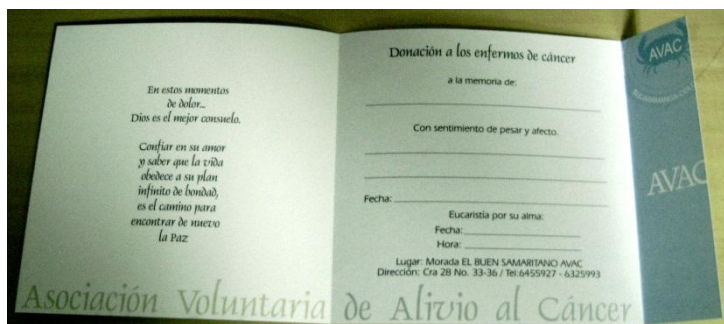 En estos momentos
de dolor...
Dios es el mejor consuelo.
Confiar en su amor
y saber que la vida
obedece a su plan
infinito de bondad,
es el camino para
encontrar de nuevo
la Paz
Donación a los enfermos de cáncer
a la memoria de:
Con sentimiento de pesar y afecto.
Fecha:
Eucaristía por su alma:
Fecha:
Hora:
Lugar: Morada EL BUEN SAMARITANO AVAC
Dirección: Cra 28 No. 33-36 / Tel:6455927 - 6325993
Asociación Voluntaria de Alivio al Cáncer
AVAC
AVAC